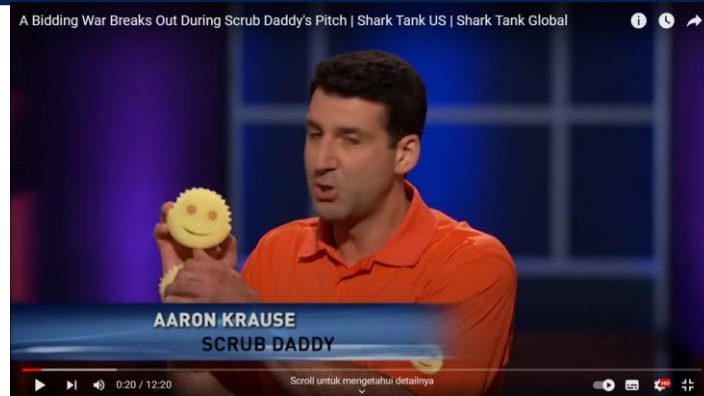 A Bidding War Breaks Out During Scrub Daddy's Pitch | Shark Tank US | Shark Tank Global
AARON KRAUSE
SCRUB DADDY
0:20 / 12:20
Scroll untuk mengetahui detailnya
HD